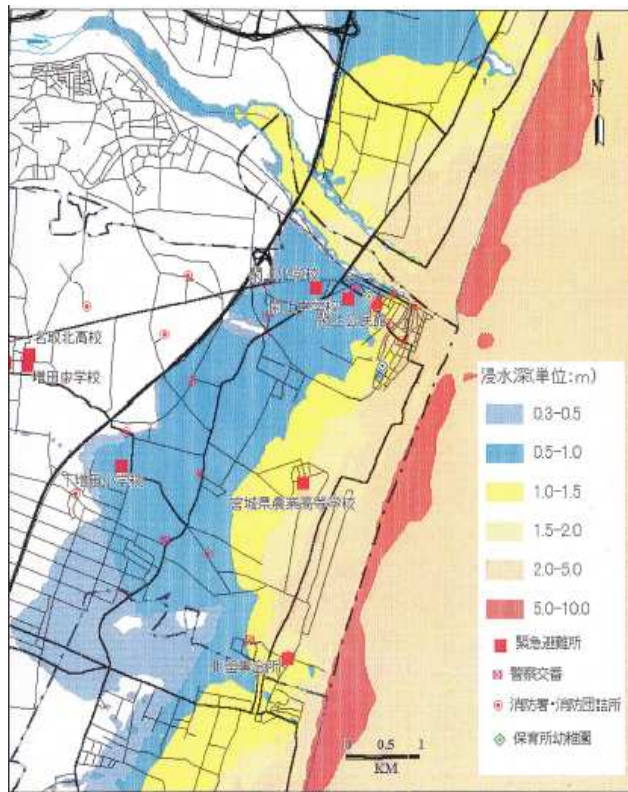 N
閖上小学校
閖上中学校
閖上公民館
名取北高校
増田中学校
下増田小学校
宮城県農業高等学校
北釜集会所
浸水深(単位:m)
0.3-0.5
0.5-1.0
1.0-1.5
1.5-2.0
2.0-5.0
5.0-10.0
緊急避難所
警察交番
消防署・消防団詰所
保育所幼稚園
0 0.5 1
KM